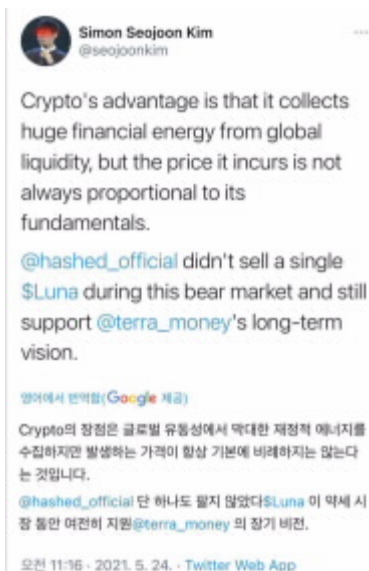 Simon Seojoon Kim
@seojoonkim
Crypto's advantage is that it collects
huge financial energy from global
liquidity, but the price it incurs is not
always proportional to its
fundamentals.
@hashed_official didn't sell a single
$Luna during this bear market and still
support @terra_money's long-term
vision.
영어에서 번역함(Google 제공)
Crypto의 장점은 글로벌 유동성에서 막대한 재정적 에너지를
수집하지만 발생하는 가격이 항상 기본에 비례하지는 않는다
는 것입니다.
@hashed_official 단 하나도 팔지 않았다$Luna 이 약세 시
장 동안 여전히 지원@terra_money 의 장기 비전.
오전 11:16 · 2021. 5. 24. · Twitter Web App